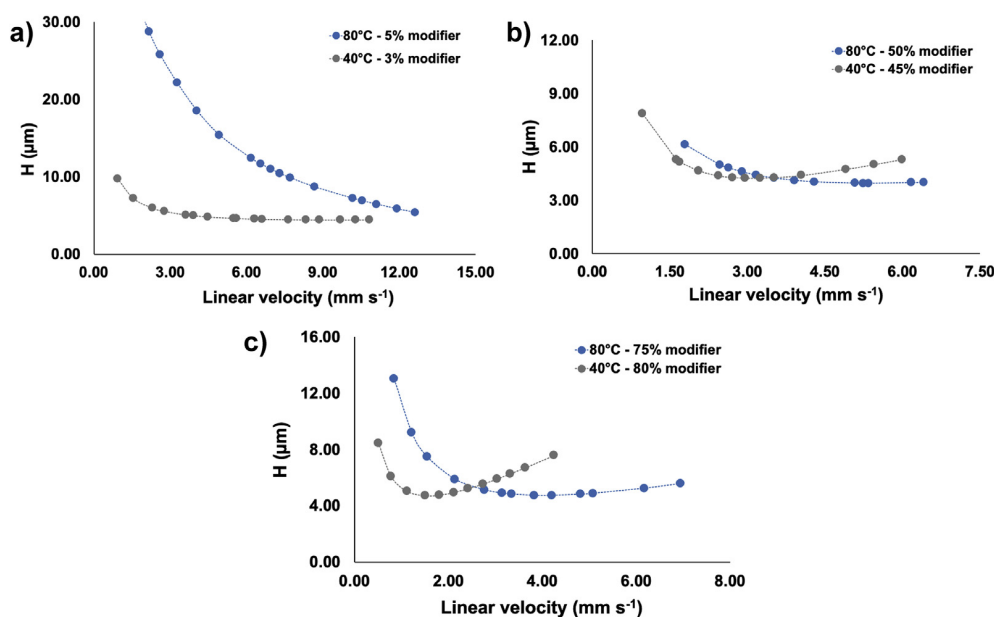 a)
30.00
20.00
10.00
0.00
H (µm)
80°C - 5% modifier
40°C - 3% modifier
0.00 3.00 6.00 9.00 12.00 15.00
Linear velocity (mm s⁻¹)
b)
12.00
9.00
6.00
3.00
0.00
H (µm)
80°C - 50% modifier
40°C - 45% modifier
0.00 1.50 3.00 4.50 6.00 7.50
Linear velocity (mm s⁻¹)
c)
16.00
12.00
8.00
4.00
0.00
H (µm)
80°C - 75% modifier
40°C - 80% modifier
0.00 2.00 4.00 6.00 8.00
Linear velocity (mm s⁻¹)